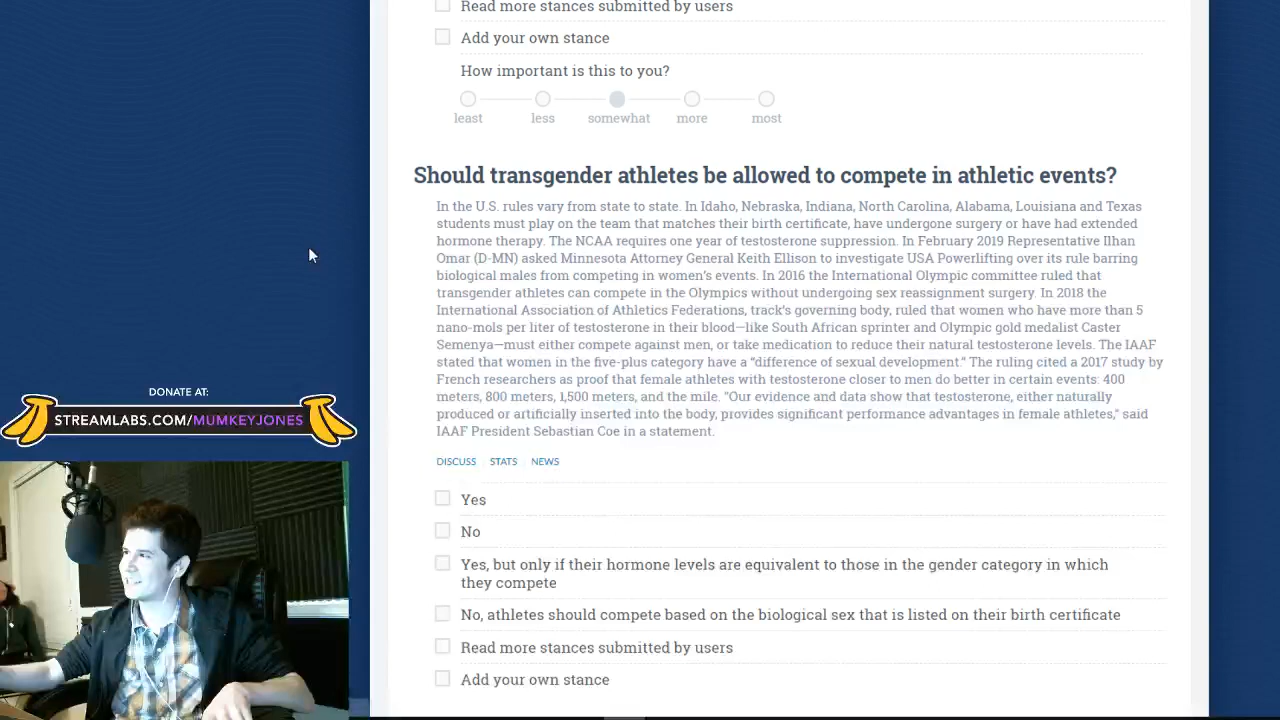 Read more stances submitted by users
Add your own stance
How important is this to you?
least less somewhat more most
Should transgender athletes be allowed to compete in athletic events?
In the U.S. rules vary from state to state. In Idaho, Nebraska, Indiana, North Carolina, Alabama, Louisiana and Texas
students must play on the team that matches their birth certificate, have undergone surgery or have had extended
hormone therapy. The NCAA requires one year of testosterone suppression. In February 2019 Representative Ilhan
Omar (D-MN) asked Minnesota Attorney General Keith Ellison to investigate USA Powerlifting over its rule barring
biological males from competing in women's events. In 2016 the International Olympic committee ruled that
transgender athletes can compete in the Olympics without undergoing sex reassignment surgery. In 2018 the
International Association of Athletics Federations, track's governing body, ruled that women who have more than 5
nano-mols per liter of testosterone in their blood—like South African sprinter and Olympic gold medalist Caster
Semenya—must either compete against men, or take medication to reduce their natural testosterone levels. The IAAF
stated that women in the five-plus category have a "difference of sexual development." The ruling cited a 2017 study by
French researchers as proof that female athletes with testosterone closer to men do better in certain events: 400
meters, 800 meters, 1,500 meters, and the mile. "Our evidence and data show that testosterone, either naturally
produced or artificially inserted into the body, provides significant performance advantages in female athletes," said
IAAF President Sebastian Coe in a statement.
DISCUSS STATS NEWS
Yes
No
Yes, but only if their hormone levels are equivalent to those in the gender category in which
they compete
No, athletes should compete based on the biological sex that is listed on their birth certificate
Read more stances submitted by users
Add your own stance
DONATE AT:
STREAMLABS.COM/MUMKEYJONES